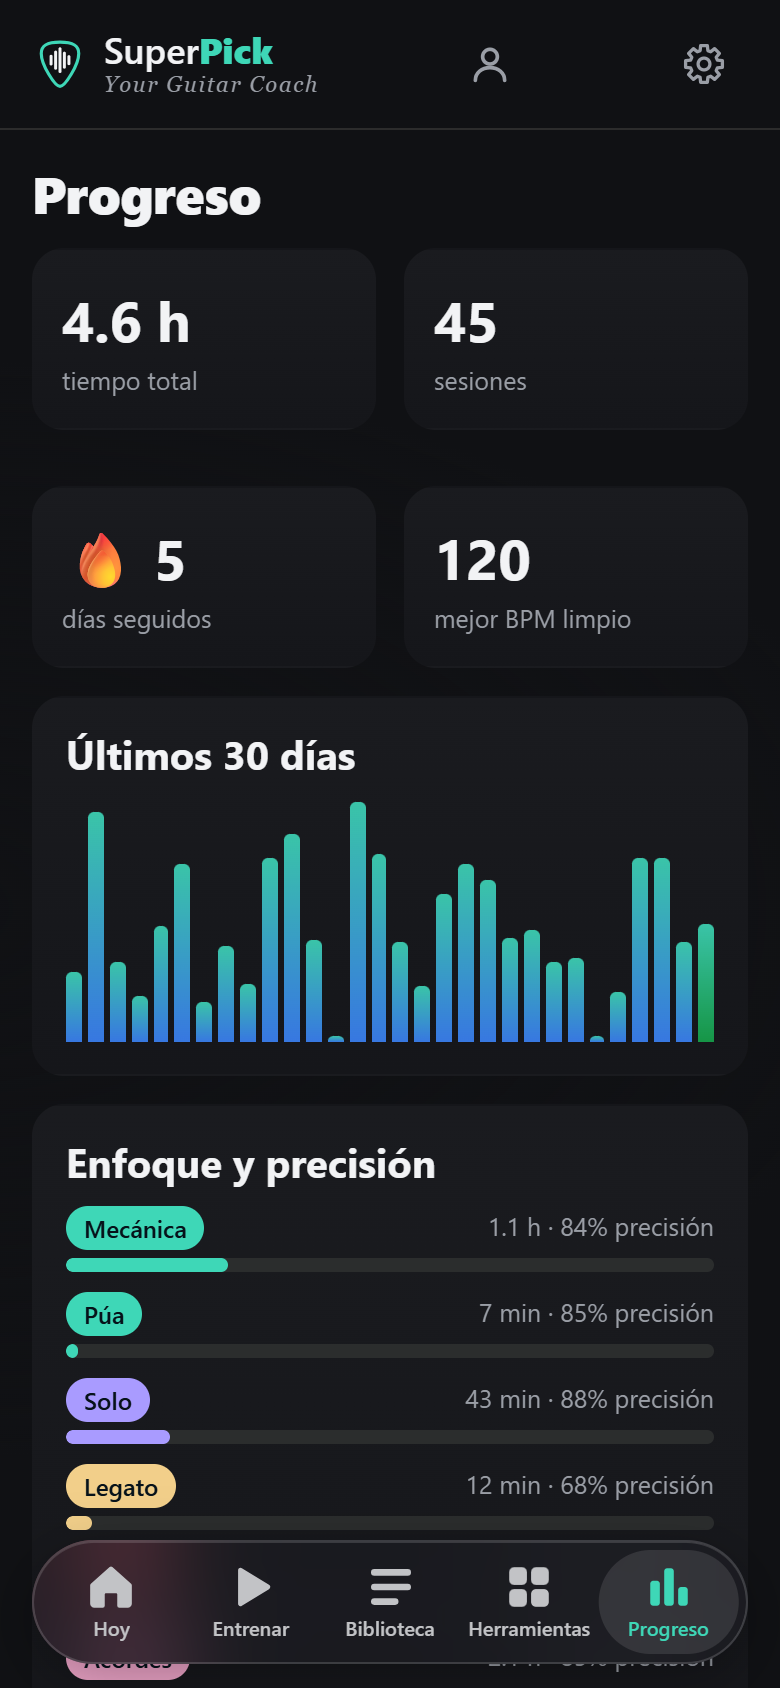 SuperPick
Your Guitar Coach
Progreso
4.6 h
tiempo total
45
sesiones
5
días seguidos
120
mejor BPM limpio
Últimos 30 días
Enfoque y precisión
Mecánica
1.1 h · 84% precisión
Púa
7 min · 85% precisión
Solo
43 min · 88% precisión
Legato
12 min · 68% precisión
Hoy
Entrenar
Biblioteca
Herramientas
Progreso
Acordes